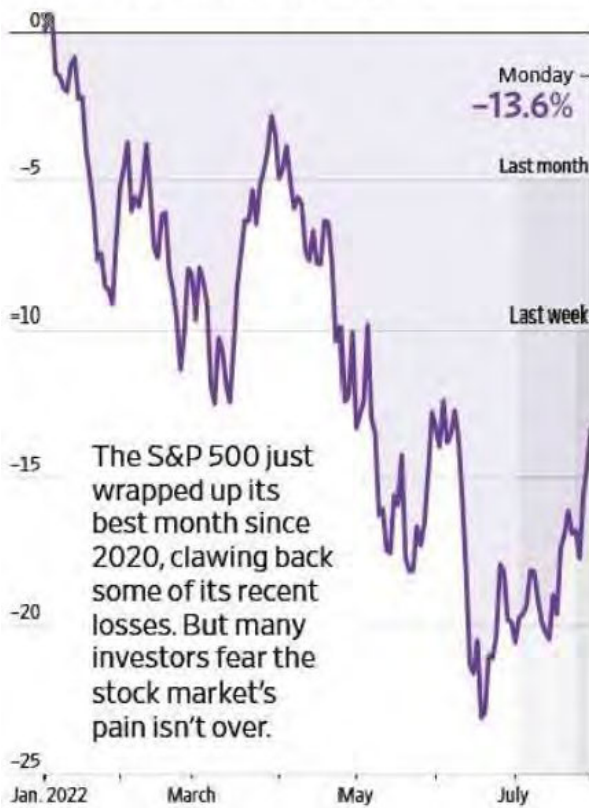 0%
Monday –
–13.6%
Last month
–5
–10
Last week
–15
The S&P 500 just
wrapped up its
best month since
2020, clawing back
some of its recent
losses. But many
investors fear the
stock market's
pain isn't over.
–20
–25
Jan. 2022 March May July